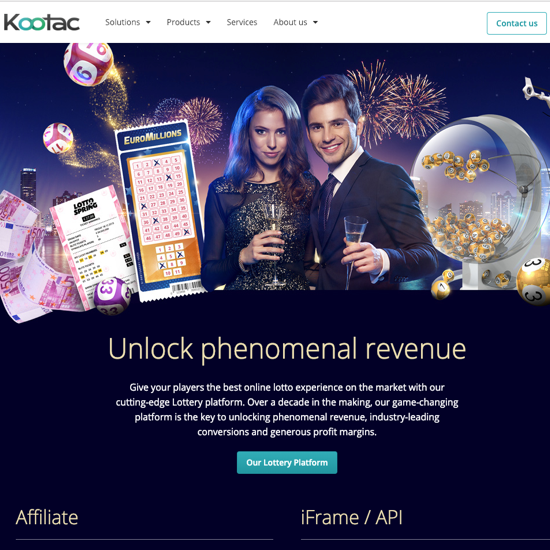 Kootac
Solutions
Products
Services
About us
Contact us
EUROMILLIONS
LOTTO
SPRING
Unlock phenomenal revenue
Give your players the best online lotto experience on the market with our
cutting-edge Lottery platform. Over a decade in the making, our game-changing
platform is the key to unlocking phenomenal revenue, industry-leading
conversions and generous profit margins.
Our Lottery Platform
Affiliate
iFrame / API